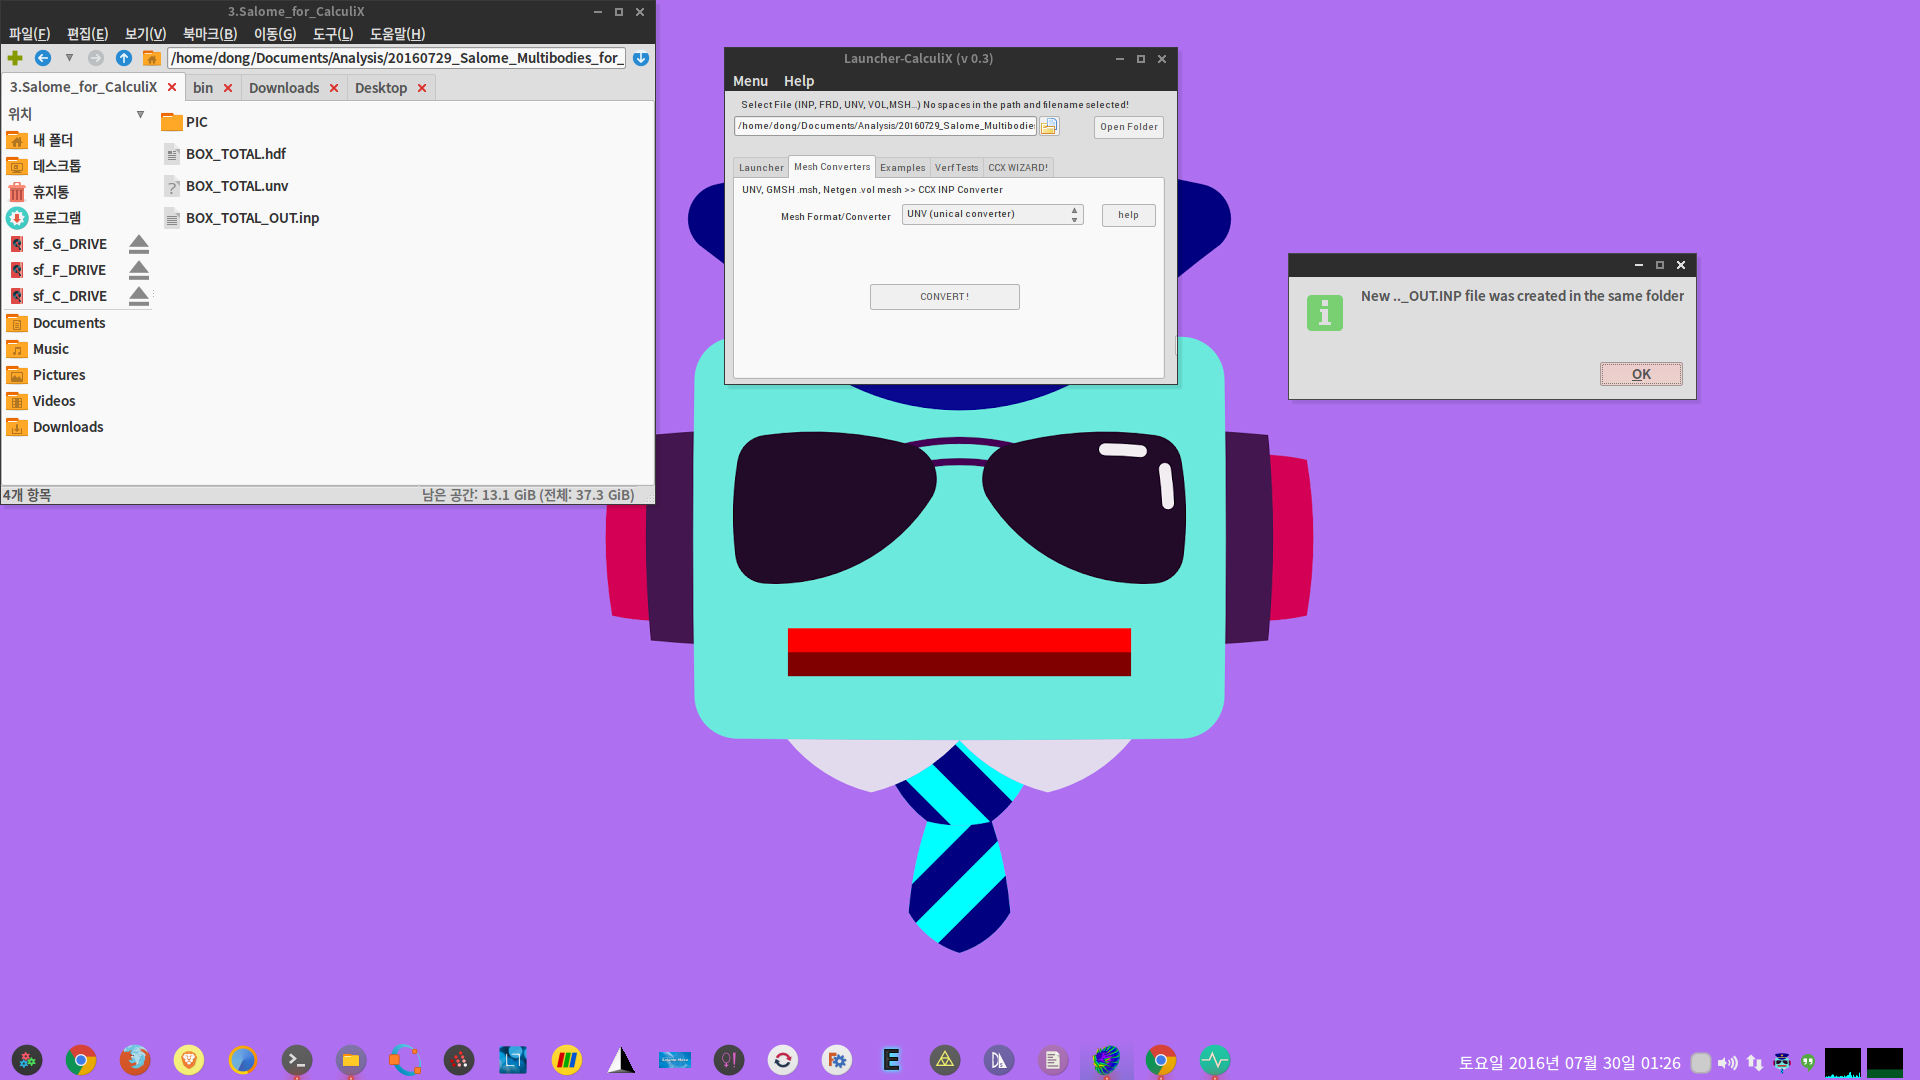 3.Salome_for_CalculiX
파일(F) 편집(E) 보기(V) 북마크(B) 이동(G) 도구(L) 도움말(H)
/home/dong/Documents/Analysis/20160729_Salome_Multibodies_for_
3.Salome_for_CalculiX bin Downloads Desktop
위치
내 폴더
데스크톱
휴지통
프로그램
sf_G_DRIVE
sf_F_DRIVE
sf_C_DRIVE
Documents
Music
Pictures
Videos
Downloads
PIC
BOX_TOTAL.hdf
BOX_TOTAL.unv
BOX_TOTAL_OUT.inp
4개 항목 남은 공간: 13.1 GiB (전체: 37.3 GiB)
Launcher-CalculiX (v 0.3)
Menu Help
Select File (INP, FRD, UNV, VOL,MSH...) No spaces in the path and filename selected!
/home/dong/Documents/Analysis/20160729_Salome_Multibodie
Open Folder
Launcher Mesh Converters Examples Verf Tests CCX WIZARD!
UNV, GMSH .msh, Netgen .vol mesh >> CCX INP Converter
Mesh Format/Converter UNV (unical converter) help
CONVERT!
New .._OUT.INP file was created in the same folder
OK
토요일 2016년 07월 30일 01:26